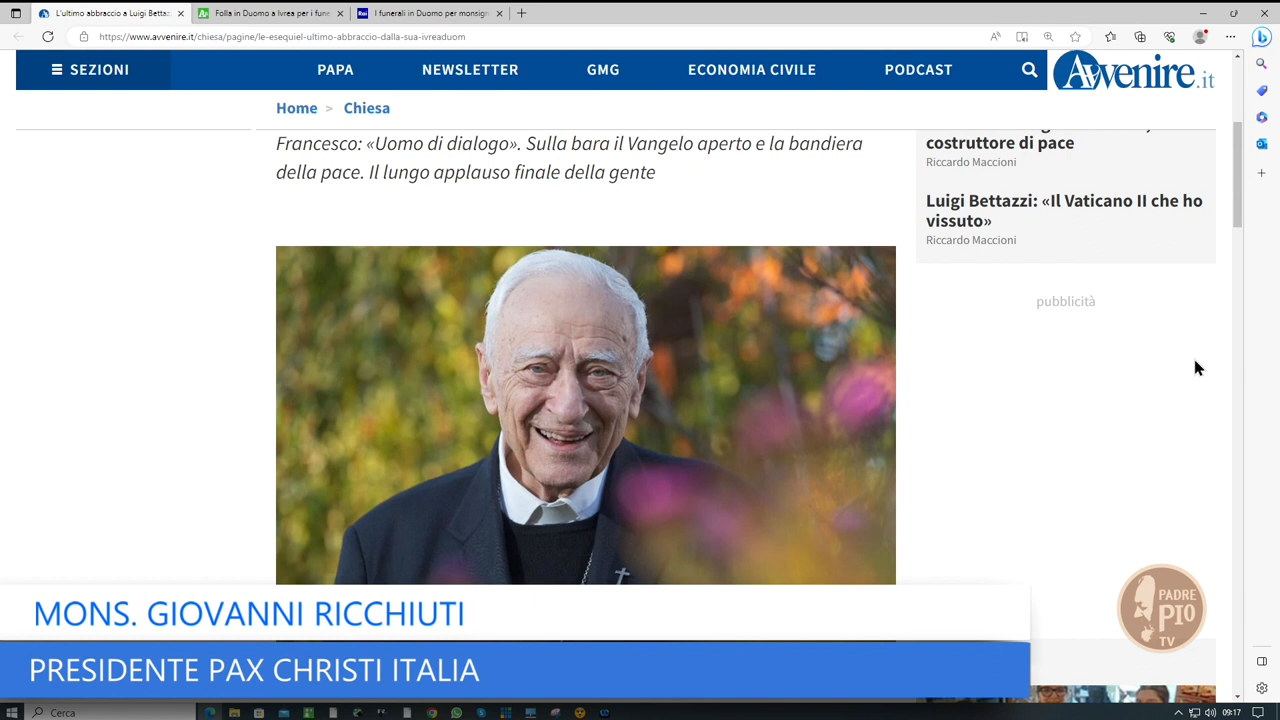 L'ultimo abbraccio a Luigi Bettaz
Folla in Duomo a Ivrea per i fune
Rai I funerali in Duomo per monsign
https://www.avvenire.it/chiesa/pagine/le-esequiel-ultimo-abbraccio-dalla-sua-ivreaduom
SEZIONI
PAPA
NEWSLETTER
GMG
ECONOMIA CIVILE
PODCAST
Avvenire.it
Home > Chiesa
Francesco: «Uomo di dialogo». Sulla bara il Vangelo aperto e la bandiera
della pace. Il lungo applauso finale della gente
costruttore di pace
Riccardo Maccioni
Luigi Bettazzi: «Il Vaticano II che ho
vissuto»
Riccardo Maccioni
pubblicità
PADRE
PIO
TV
MONS. GIOVANNI RICCHIUTI
PRESIDENTE PAX CHRISTI ITALIA
Cerca
09:17